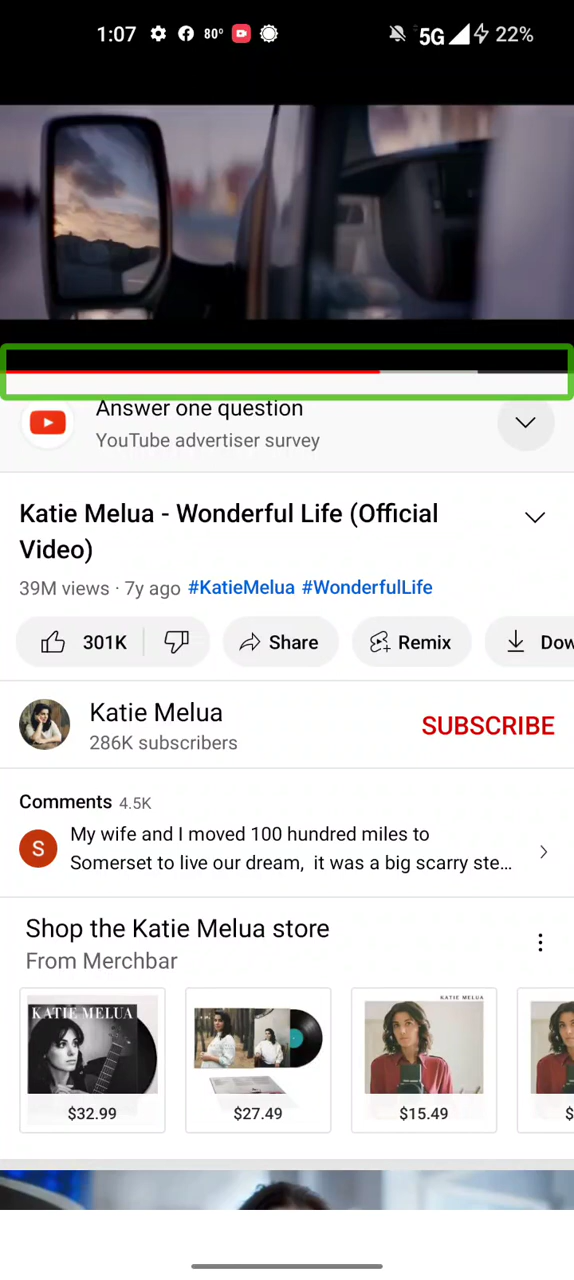 1:07 80° 5G 22%
Answer one question
YouTube advertiser survey
Katie Melua - Wonderful Life (Official
Video)
39M views · 7y ago #KatieMelua #WonderfulLife
301K Share Remix Dow
Katie Melua
286K subscribers
SUBSCRIBE
Comments 4.5K
S
My wife and I moved 100 hundred miles to
Somerset to live our dream, it was a big scarry ste...
Shop the Katie Melua store
From Merchbar
KATIE MELUA
KATIE MELUA
$32.99 $27.49 $15.49 $